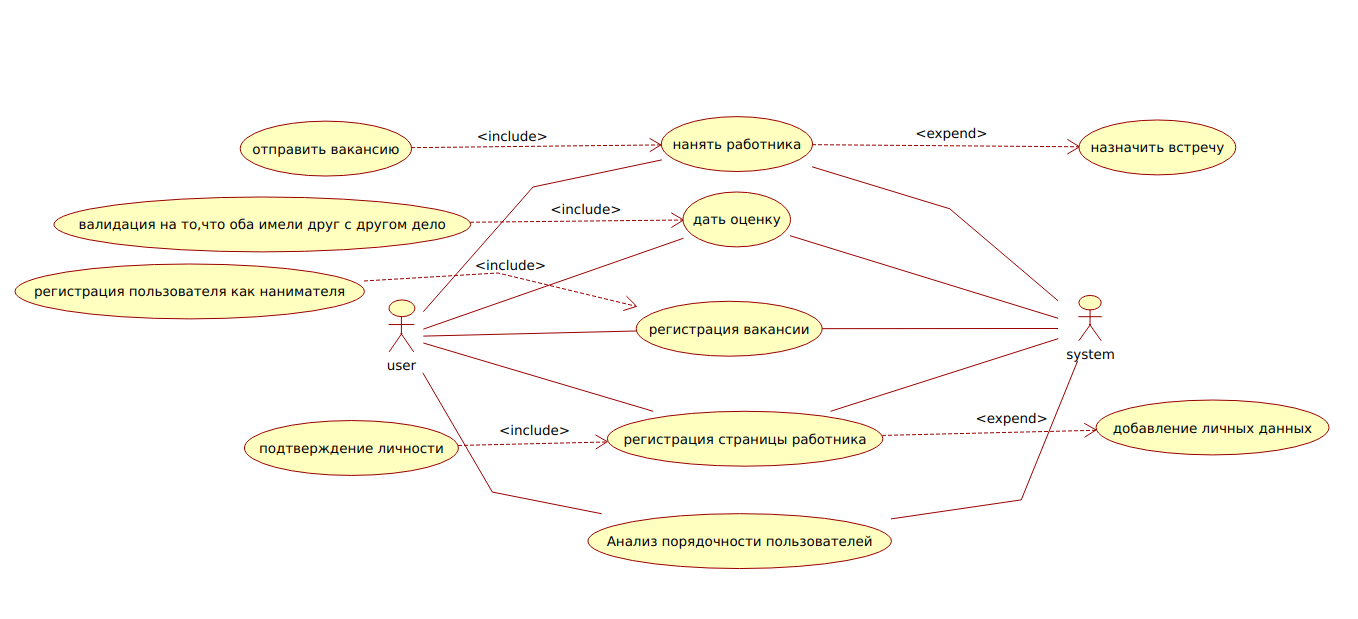 <include>
<expend>
отправить вакансию
нанять работника
назначить встречу
<include>
валидация на то,что оба имели друг с другом дело
дать оценку
<include>
регистрация пользователя как нанимателя
регистрация вакансии
user
system
<include>
<expend>
подтверждение личности
регистрация страницы работника
добавление личных данных
Анализ порядочности пользователей